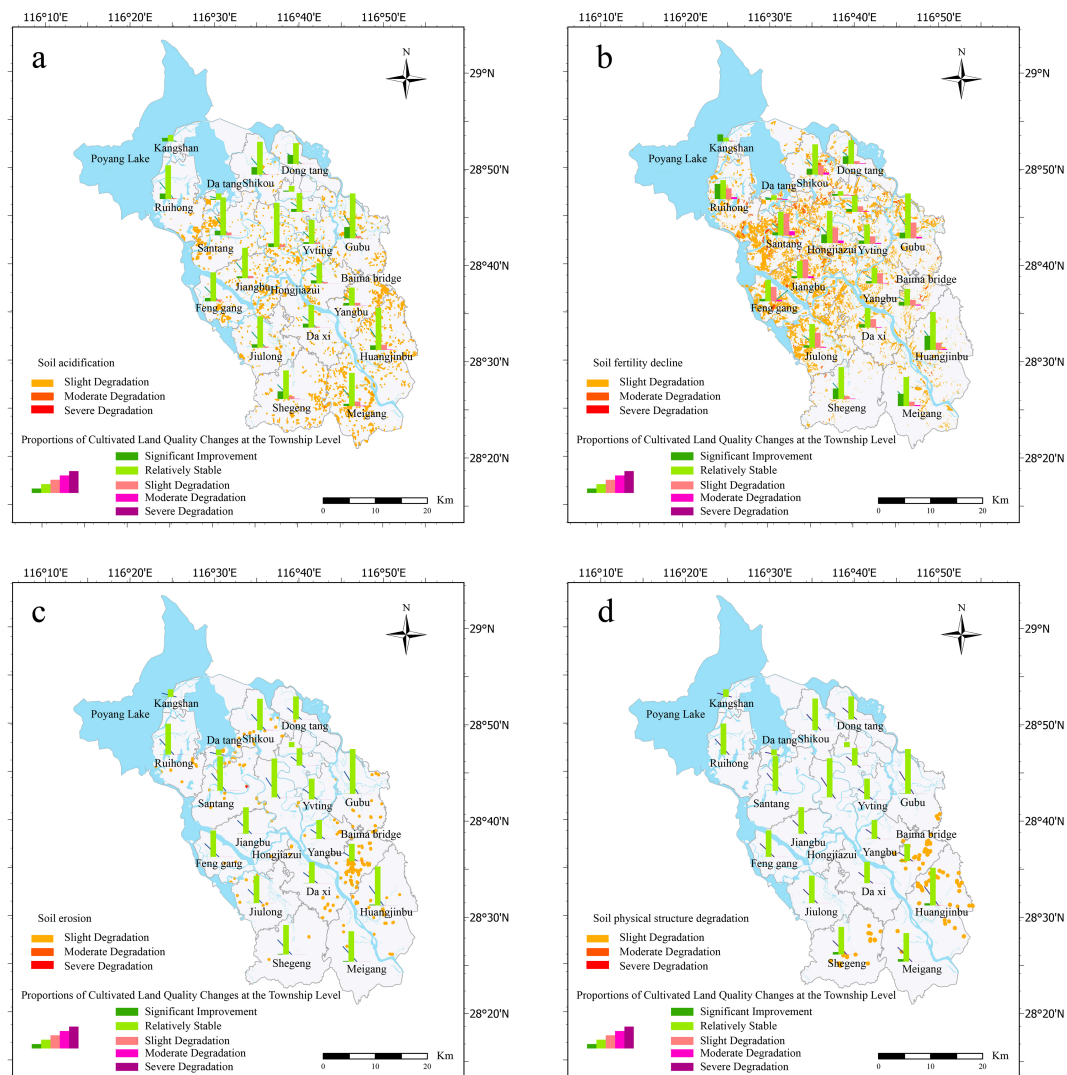 116°10'E 116°20'E 116°30'E 116°40'E 116°50'E
a
N
29°N
Kangshan
Poyang Lake
28°50'N
Dong tang
Da tang Shikou
Ruihong
Santang
Yvting
Gubu
28°40'N
Baima bridge
Jiangbu
Hongjiazui
Feng gang
Yangbu
Da xi
Jiulong
Huangjinbu
28°30'N
Soil acidification
Slight Degradation
Moderate Degradation
Severe Degradation
Shegeng
Meigang
Proportions of Cultivated Land Quality Changes at the Township Level
Significant Improvement
Relatively Stable
Slight Degradation
Moderate Degradation
Severe Degradation
28°20'N
Km
0 10 20
116°10'E 116°20'E 116°30'E 116°40'E 116°50'E
b
N
29°N
Kangshan
Poyang Lake
28°50'N
Dong tang
Da tang Shikou
Ruihong
Santang
Hongjiazui
Yvting
Gubu
28°40'N
Baima bridge
Jiangbu
Yangbu
Feng gang
Da xi
Jiulong
Huangjinbu
28°30'N
Soil fertility decline
Slight Degradation
Moderate Degradation
Severe Degradation
Shegeng
Meigang
Proportions of Cultivated Land Quality Changes at the Township Level
Significant Improvement
Relatively Stable
Slight Degradation
Moderate Degradation
Severe Degradation
28°20'N
Km
0 10 20
116°10'E 116°20'E 116°30'E 116°40'E 116°50'E
c
N
29°N
Kangshan
Poyang Lake
28°50'N
Dong tang
Da tang Shikou
Ruihong
Santang
Yvting
Gubu
28°40'N
Baima bridge
Jiangbu
Hongjiazui
Yangbu
Feng gang
Da xi
Jiulong
Huangjinbu
28°30'N
Soil erosion
Slight Degradation
Moderate Degradation
Severe Degradation
Shegeng
Meigang
Proportions of Cultivated Land Quality Changes at the Township Level
Significant Improvement
Relatively Stable
Slight Degradation
Moderate Degradation
Severe Degradation
28°20'N
Km
0 10 20
116°10'E 116°20'E 116°30'E 116°40'E 116°50'E
d
N
29°N
Kangshan
Poyang Lake
28°50'N
Dong tang
Da tang Shikou
Ruihong
Santang
Yvting
Gubu
28°40'N
Baima bridge
Jiangbu
Hongjiazui
Yangbu
Feng gang
Da xi
Jiulong
Huangjinbu
28°30'N
Soil physical structure degradation
Slight Degradation
Moderate Degradation
Severe Degradation
Shegeng
Meigang
Proportions of Cultivated Land Quality Changes at the Township Level
Significant Improvement
Relatively Stable
Slight Degradation
Moderate Degradation
Severe Degradation
28°20'N
Km
0 10 20